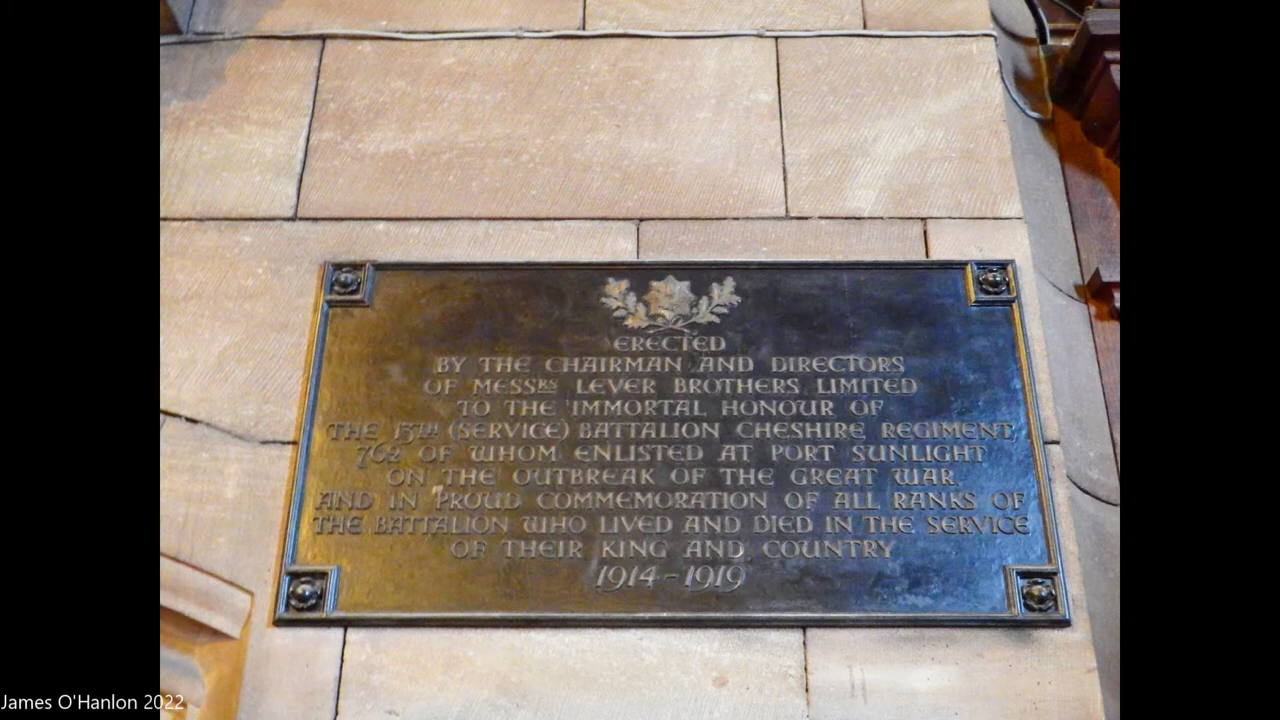 ERECTED
BY THE CHAIRMAN AND DIRECTORS
OF MESSRS LEVER BROTHERS LIMITED
TO THE IMMORTAL HONOUR OF
THE 13TH (SERVICE) BATTALION CHESHIRE REGIMENT,
762 OF WHOM ENLISTED AT PORT SUNLIGHT
ON THE OUTBREAK OF THE GREAT WAR,
AND IN PROUD COMMEMORATION OF ALL RANKS OF
THE BATTALION WHO LIVED AND DIED IN THE SERVICE
OF THEIR KING AND COUNTRY
1914-1919
James O'Hanlon 2022